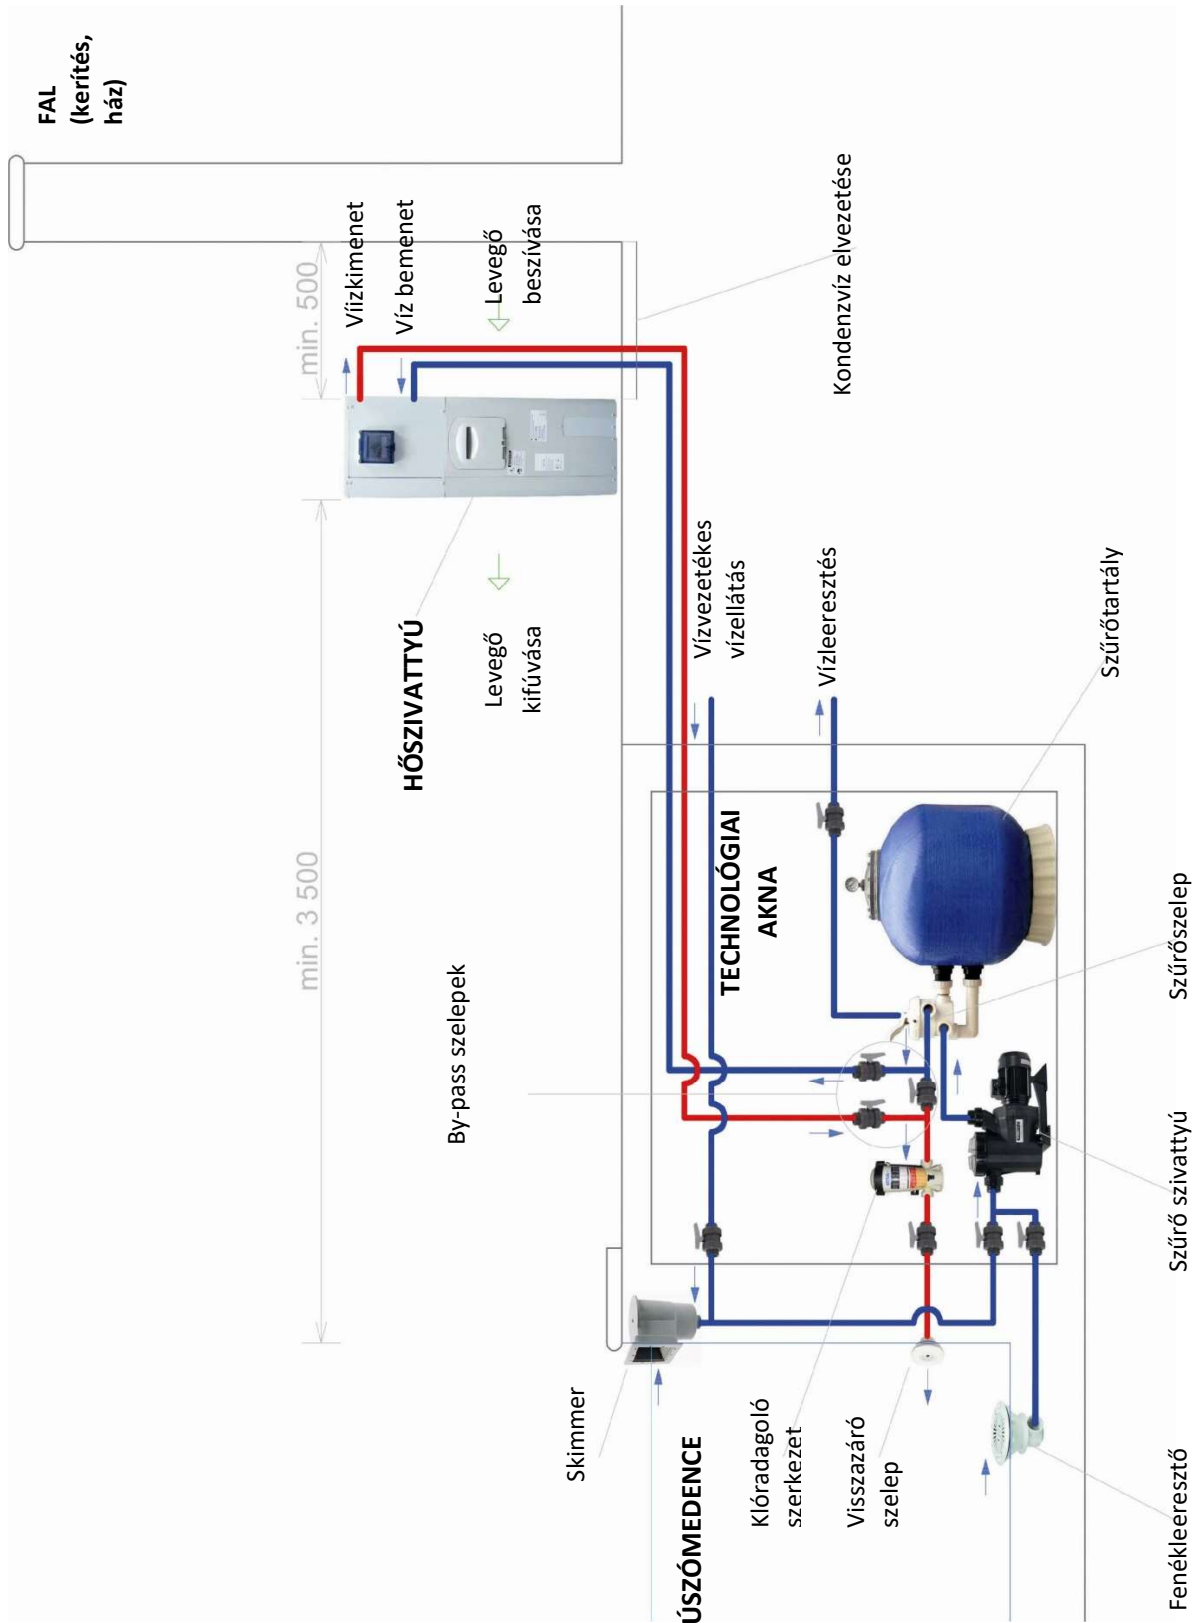 FAL
(kerítés,
ház)
min. 500
Víizkimenet
Víz bemenet
Levegő
beszívása
Kondenzvíz elvezetése
min. 3 500
HŐSZIVATTYÚ
Levegő
kifúvása
Vízvezetékes
vízellátás
Vízleeresztés
Szűrőtartály
TECHNOLÓGIAI
AKNA
By-pass szelepek
Szűrőszelep
Szűrő szivattyú
Skimmer
ÚSZÓMEDENCE
Klóradagoló
szerkezet
Visszazáró
szelep
Fenékleeresztő